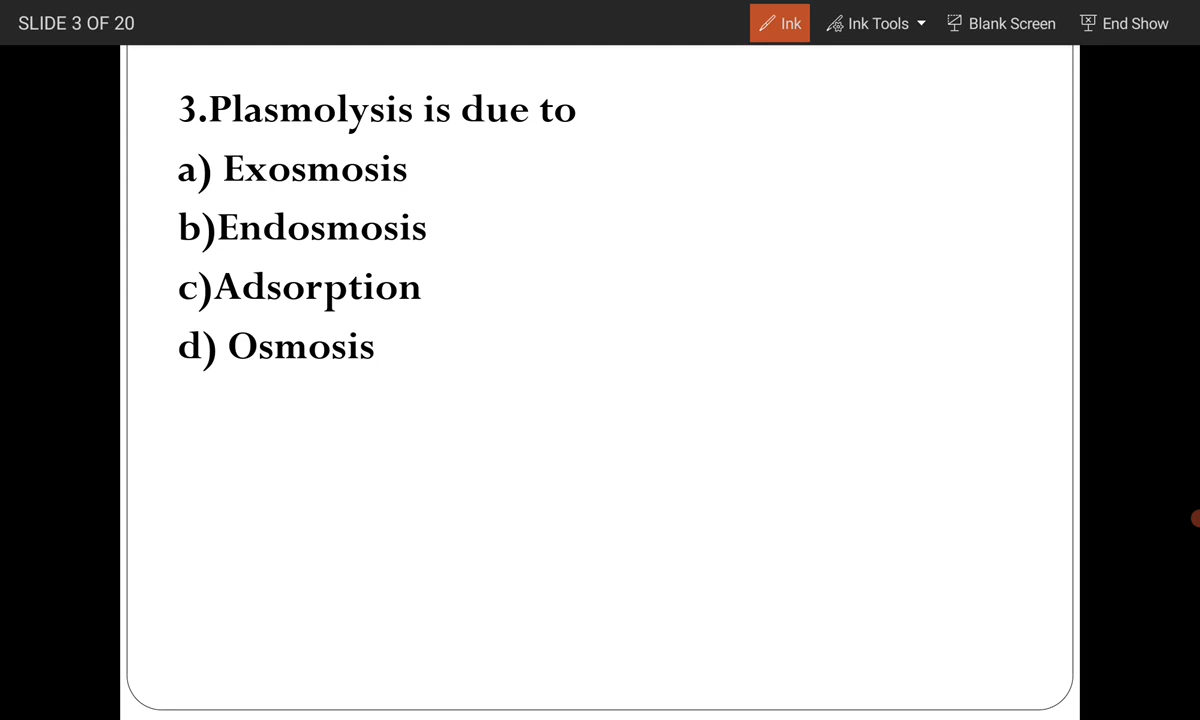 SLIDE 3 OF 20 Ink Ink Tools Blank Screen End Show
3.Plasmolysis is due to
a) Exosmosis
b)Endosmosis
c)Adsorption
d) Osmosis